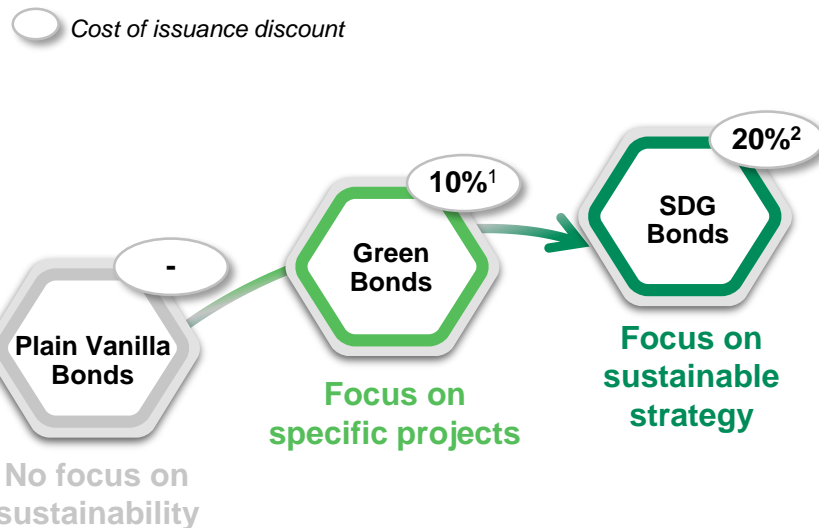 Cost of issuance discount
20%²
SDG
Bonds
10%¹
Green
Bonds
-
Plain Vanilla
Bonds
Focus on
sustainable
strategy
Focus on
specific projects
No focus on
sustainability